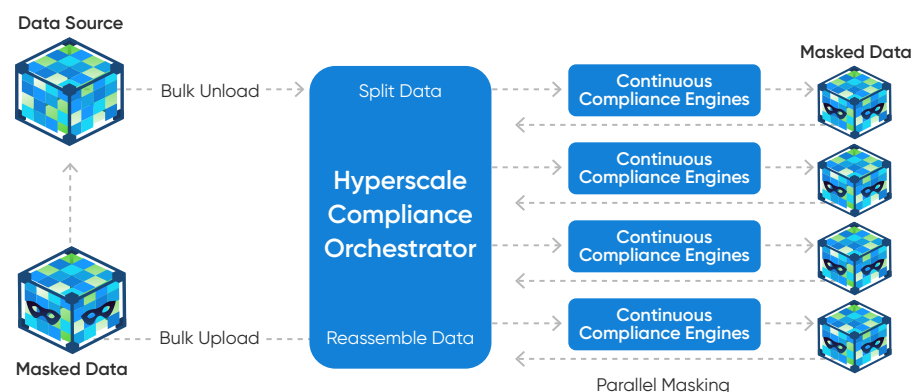 Data Source
Bulk Unload
Split Data
Hyperscale
Compliance
Orchestrator
Reassemble Data
Bulk Upload
Masked Data
Continuous
Compliance Engines
Continuous
Compliance Engines
Continuous
Compliance Engines
Continuous
Compliance Engines
Masked Data
Parallel Masking